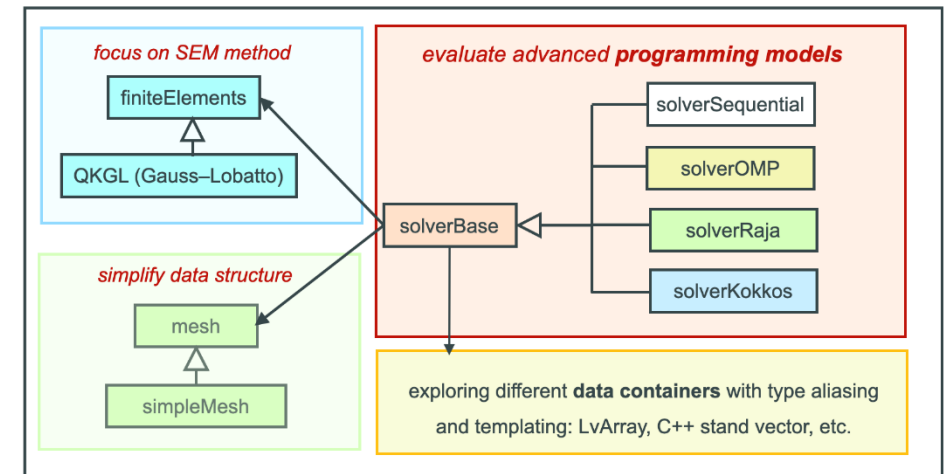 focus on SEM method
finiteElements
QKGL (Gauss–Lobatto)
simplify data structure
mesh
simpleMesh
evaluate advanced programming models
solverBase
solverSequential
solverOMP
solverRaja
solverKokkos
exploring different data containers with type aliasing
and templating: LvArray, C++ stand vector, etc.